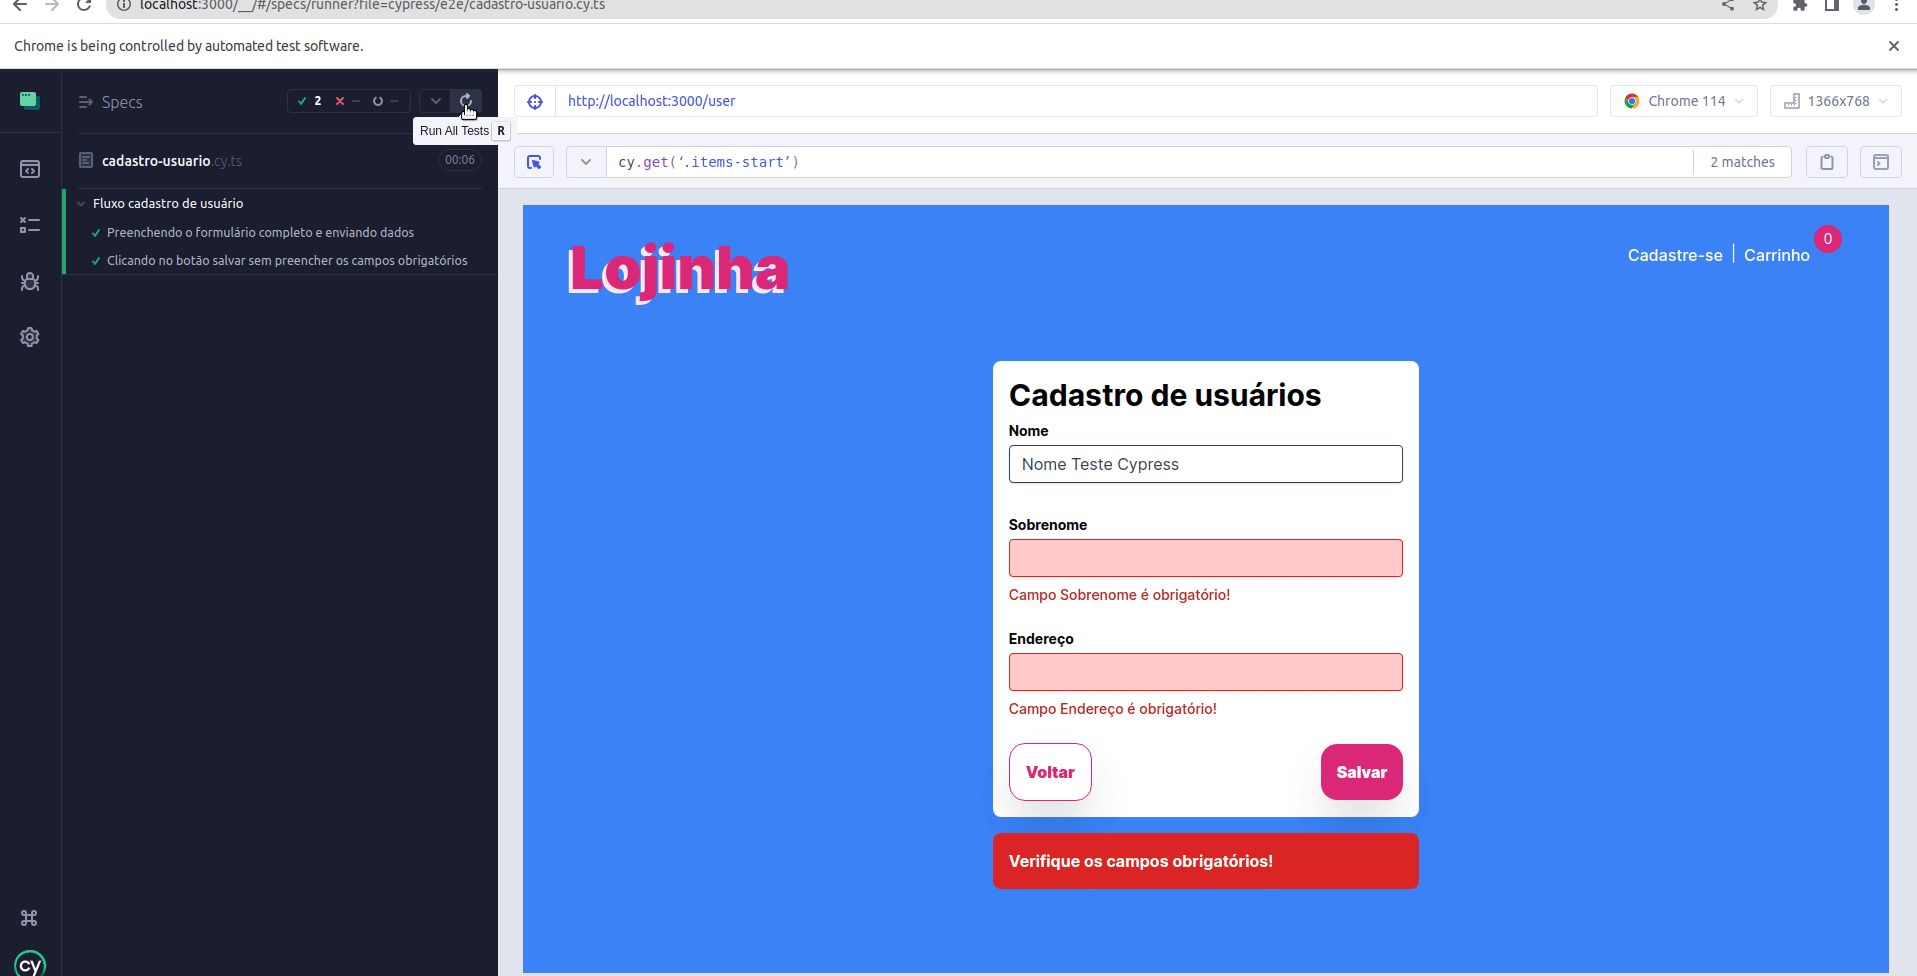 localhost:3000/__/#/specs/runner?file=cypress/e2e/cadastro-usuario.cy.ts
Chrome is being controlled by automated test software.
Specs
2 -- --
Run All Tests R
cadastro-usuario.cy.ts 00:06
Fluxo cadastro de usuário
Preenchendo o formulário completo e enviando dados
Clicando no botão salvar sem preencher os campos obrigatórios
cy
http://localhost:3000/user
Chrome 114
1366x768
cy.get(‘.items-start’)
2 matches
Lojinha
Cadastre-se | Carrinho
0
Cadastro de usuários
Nome
Nome Teste Cypress
Sobrenome
Campo Sobrenome é obrigatório!
Endereço
Campo Endereço é obrigatório!
Voltar
Salvar
Verifique os campos obrigatórios!